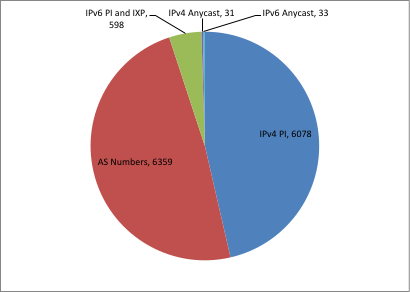 IPv6 PI and IXP,
598
IPv4 Anycast, 31
IPv6 Anycast, 33
IPv4 PI, 6078
AS Numbers, 6359